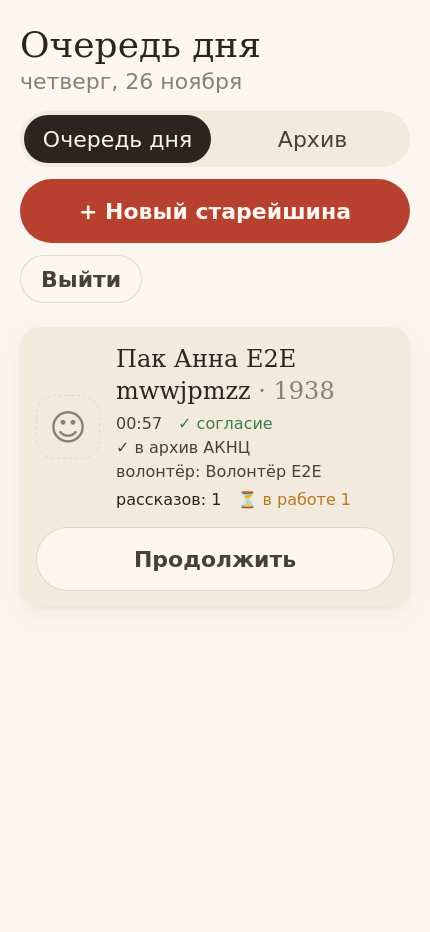 Очередь дня
четверг, 26 ноября
Очередь дня Архив
+ Новый старейшина
Выйти
Пак Анна E2E
mwwjpmzz · 1938
00:57 ✓ согласие
✓ в архив АКНЦ
волонтёр: Волонтёр E2E
рассказов: 1 ⏳ в работе 1
Продолжить